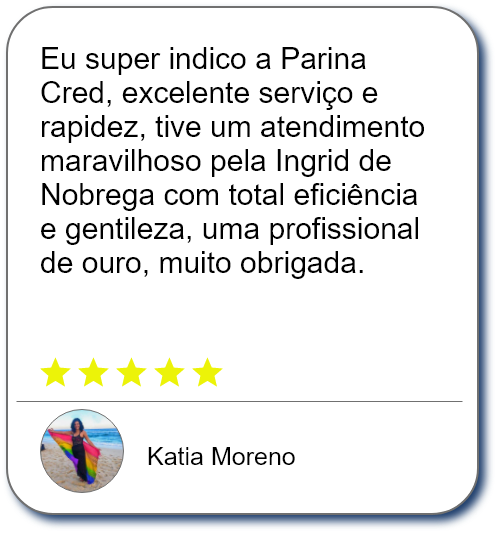 Eu super indico a Parina
Cred, excelente serviço e
rapidez, tive um atendimento
maravilhoso pela Ingrid de
Nobrega com total eficiência
e gentileza, uma profissional
de ouro, muito obrigada.
Katia Moreno